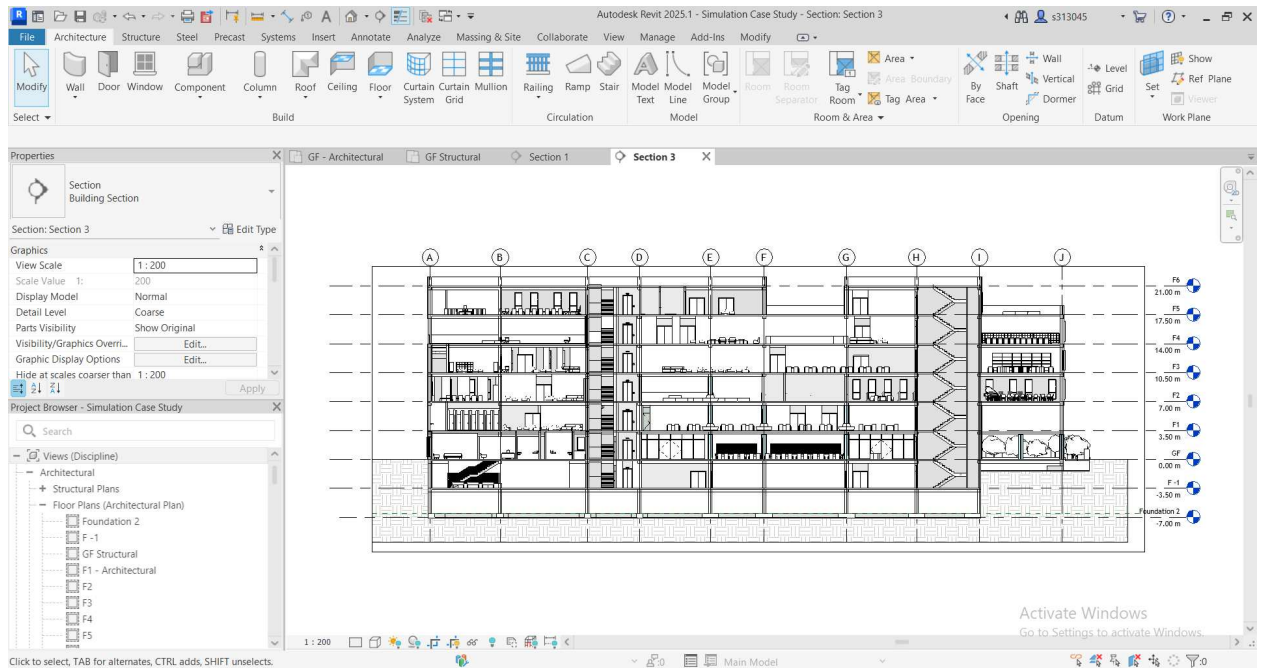 Autodesk Revit 2025.1 - Simulation Case Study - Section: Section 3
s313045
File Architecture Structure Steel Precast Systems Insert Annotate Analyze Massing & Site Collaborate View Manage Add-Ins Modify
Modify Wall Door Window Component Column Roof Ceiling Floor Curtain System Curtain Grid Mullion Railing Ramp Stair Model Text Model Line Model Group Room Room Separator Tag Room Area Area Boundary Tag Area By Face Shaft Wall Vertical Dormer Level Grid Set Show Ref Plane Viewer
Select Build Circulation Model Room & Area Opening Datum Work Plane
Properties
GF - Architectural GF Structural Section 1 Section 3
Section
Building Section
Section: Section 3 Edit Type
Graphics
View Scale 1 : 200
Scale Value 1: 200
Display Model Normal
Detail Level Coarse
Parts Visibility Show Original
Visibility/Graphics Overri... Edit...
Graphic Display Options Edit...
Hide at scales coarser than 1 : 200
Apply
Project Browser - Simulation Case Study
Search
Views (Discipline)
Architectural
Structural Plans
Floor Plans (Architectural Plan)
Foundation 2
F -1
GF Structural
F1 - Architectural
F2
F3
F4
F5
A B C D E F G H I J
F6
21.00 m
F5
17.50 m
F4
14.00 m
F3
10.50 m
F2
7.00 m
F1
3.50 m
GF
0.00 m
F -1
-3.50 m
Foundation 2
-7.00 m
Activate Windows
Go to Settings to activate Windows.
1 : 200
Click to select, TAB for alternates, CTRL adds, SHIFT unselects.
:0 Main Model :0